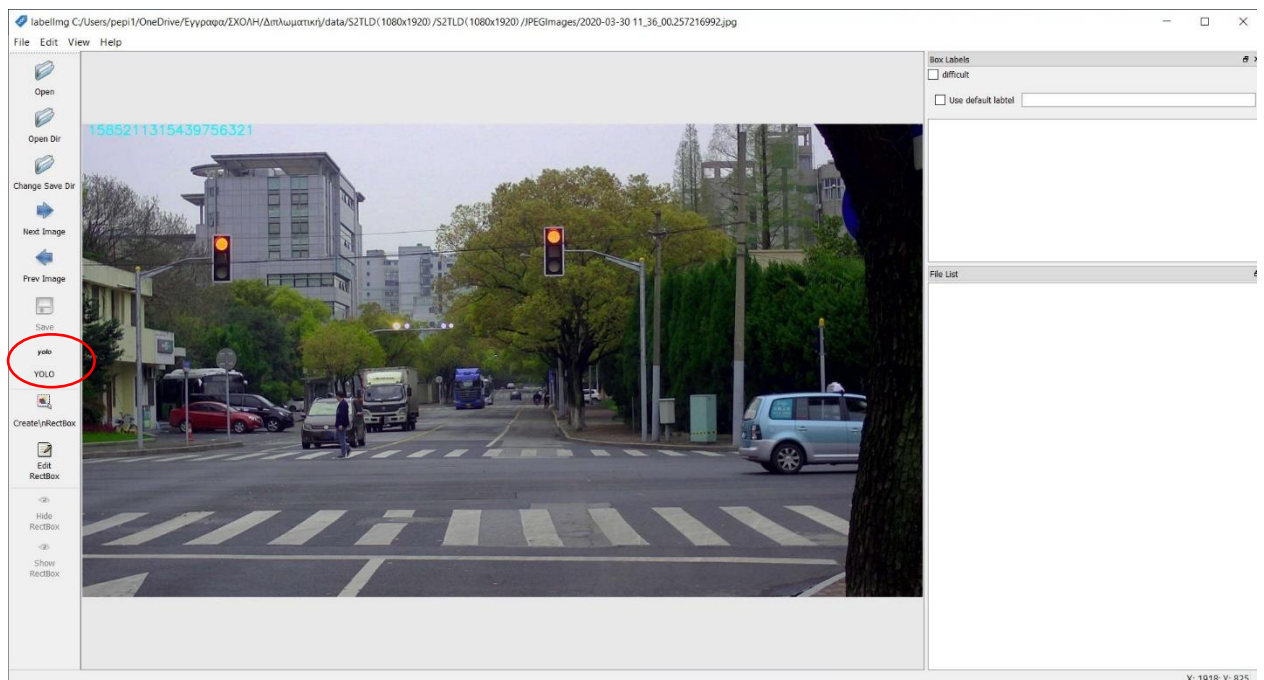 labelImg C:/Users/pepi1/OneDrive/Έγγραφα/ΣΧΟΛΗ/Διπλωματική/data/S2TLD(1080x1920) /S2TLD(1080x1920) /JPEGImages/2020-03-30 11_36_00.257216992.jpg
File Edit View Help
Open
Open Dir
Change Save Dir
Next Image
Prev Image
Save
yolo
YOLO
Create\nRectBox
Edit
RectBox
Hide
RectBox
Show
RectBox
1585211315439756321
Box Labels
difficult
Use default labtel
File List
X: 1918; Y: 825